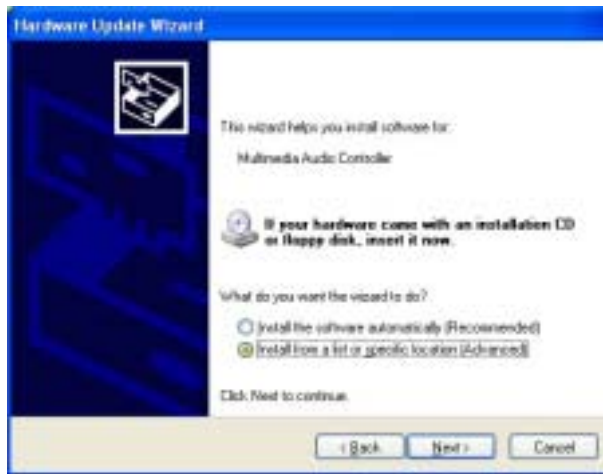 Hardware Update Wizard
This wizard helps you install software for:
Multimedia Audio Controller
If your hardware came with an installation CD
or floppy disk, insert it now.
What do you want the wizard to do?
Install the software automatically (Recommended)
Install from a list or specific location (Advanced)
Click Next to continue.
< Back
Next >
Cancel